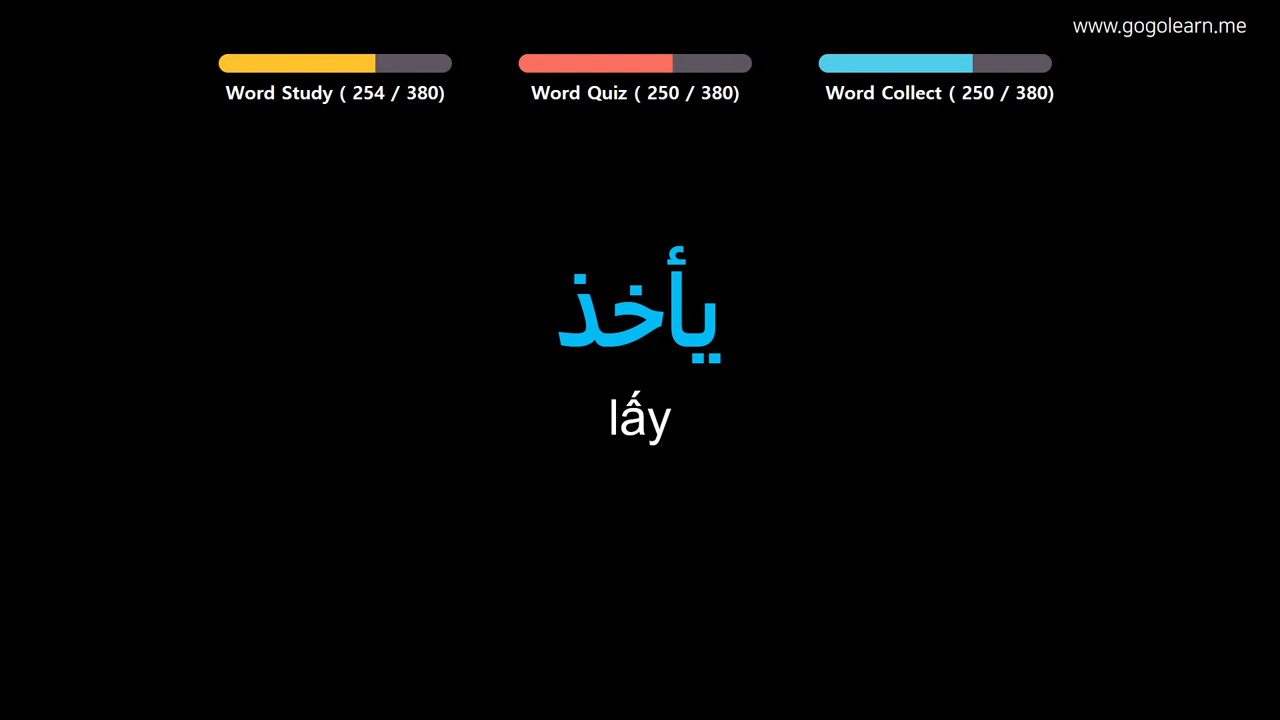 www.gogolearn.me
Word Study ( 254 / 380)
Word Quiz ( 250 / 380)
Word Collect ( 250 / 380)
يأخذ
lấy